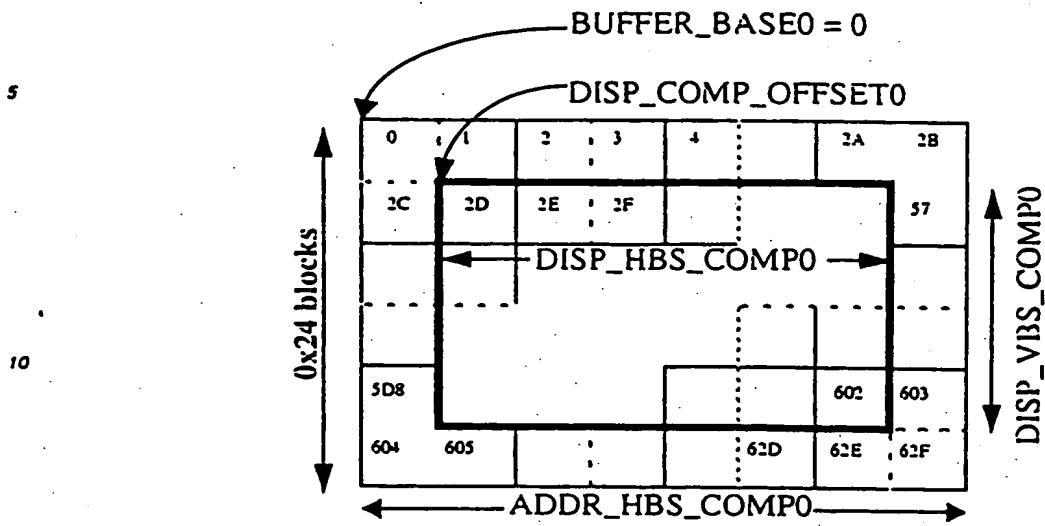 BUFFER_BASE0 = 0
5
DISP_COMP_OFFSET0
0 1 2 3 4 2A 2B
2C 2D 2E 2F 57
DISP_HBS_COMP0
0x24 blocks
DISP_VBS_COMP0
10
5D8 602 603
604 605 62D 62E 62F
ADDR_HBS_COMP0